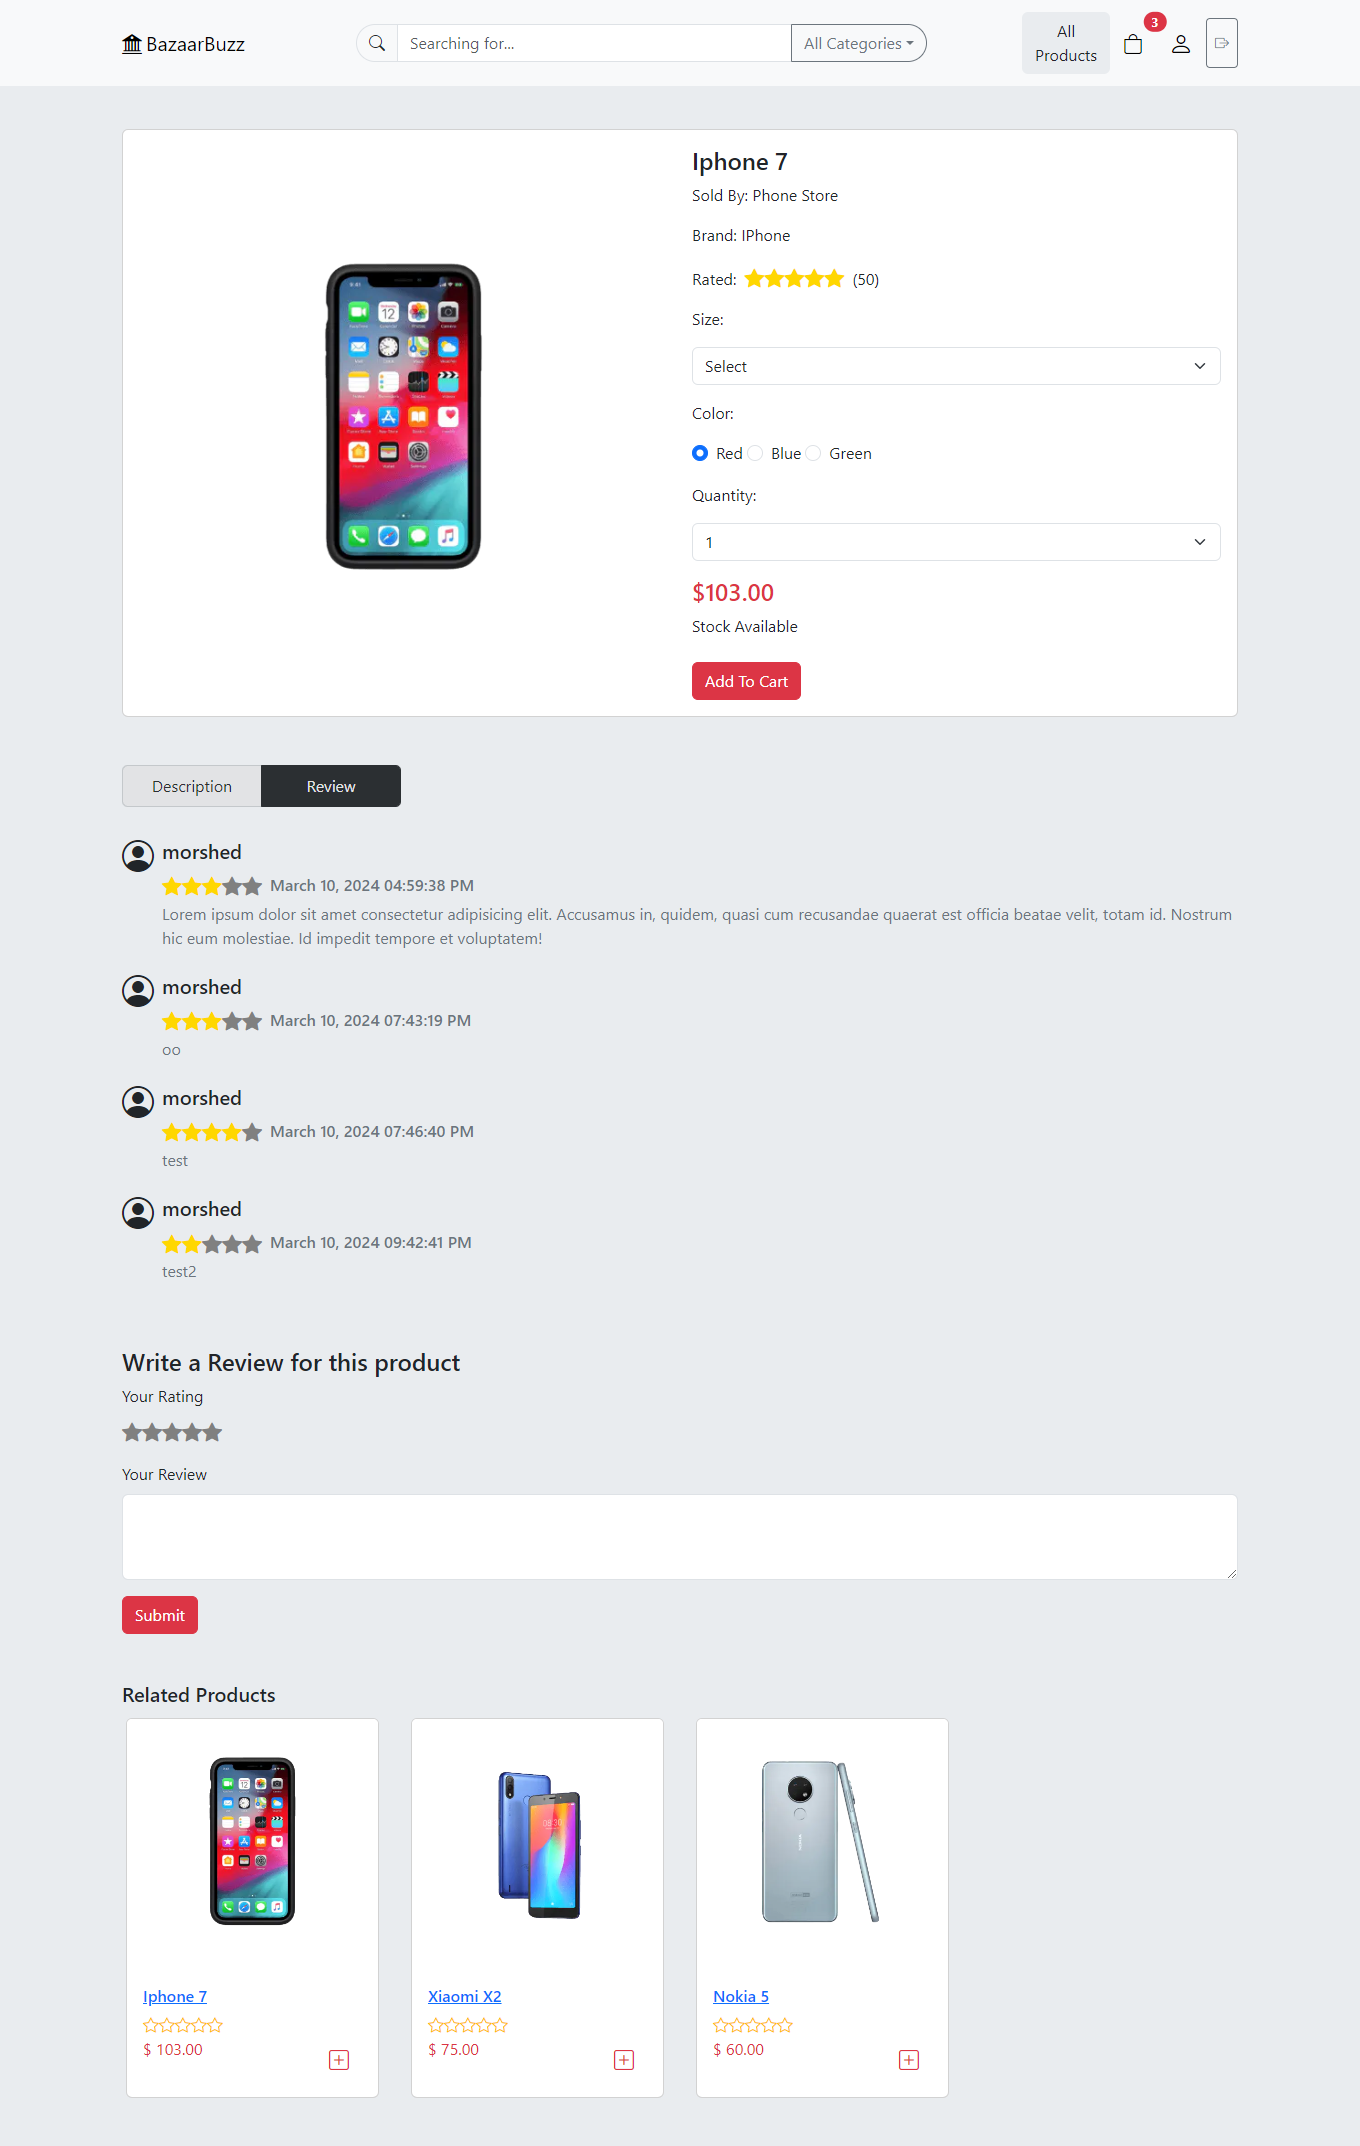 BazaarBuzz
Searching for...
All Categories
All
Products
3
Iphone 7
Sold By: Phone Store
Brand: IPhone
Rated: (50)
Size:
Select
Color:
Red Blue Green
Quantity:
1
$103.00
Stock Available
Add To Cart
Description
Review
morshed
March 10, 2024 04:59:38 PM
Lorem ipsum dolor sit amet consectetur adipisicing elit. Accusamus in, quidem, quasi cum recusandae quaerat est officia beatae velit, totam id. Nostrum
hic eum molestiae. Id impedit tempore et voluptatem!
morshed
March 10, 2024 07:43:19 PM
oo
morshed
March 10, 2024 07:46:40 PM
test
morshed
March 10, 2024 09:42:41 PM
test2
Write a Review for this product
Your Rating
Your Review
Submit
Related Products
Iphone 7
$ 103.00
Xiaomi X2
$ 75.00
Nokia 5
$ 60.00